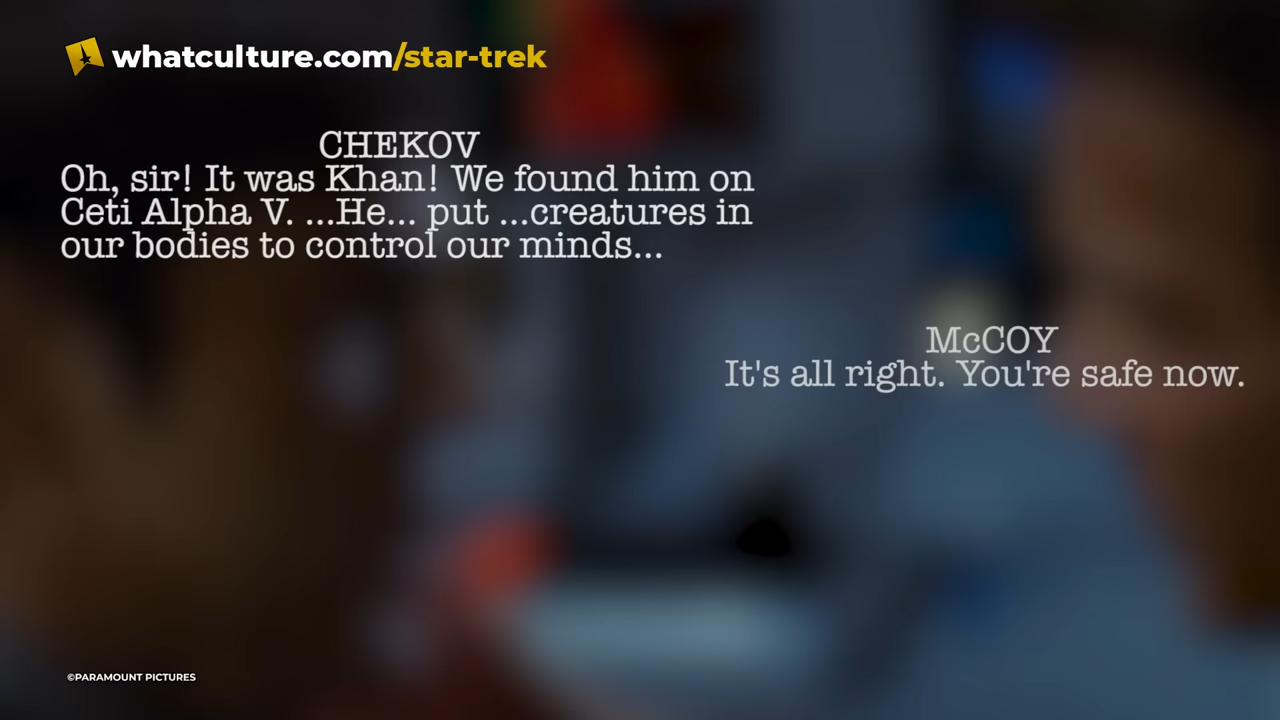 whatculture.com/star-trek
CHEKOV
Oh, sir! It was Khan! We found him on
Ceti Alpha V. ...He... put ...creatures in
our bodies to control our minds...
McCOY
It's all right. You're safe now.
©PARAMOUNT PICTURES